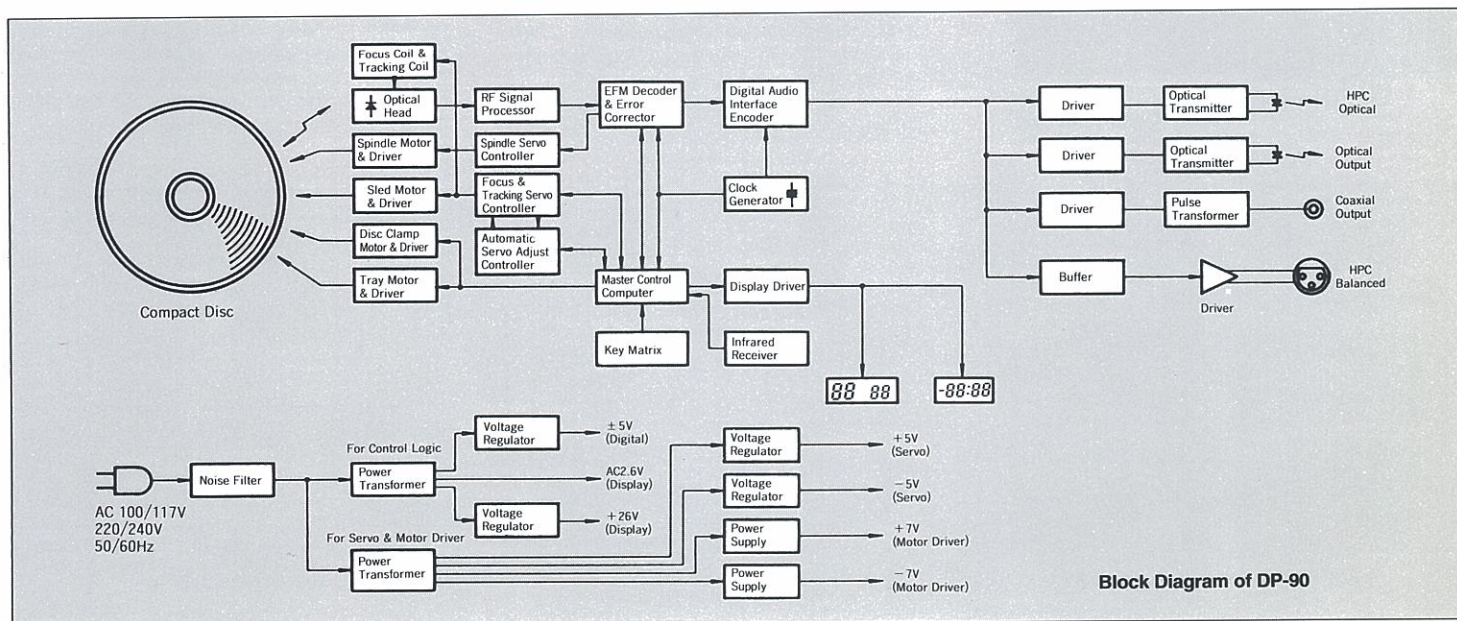 Focus Coil &
Tracking Coil
Optical
Head
RF Signal
Processor
EFM Decoder
& Error
Corrector
Digital Audio
Interface
Encoder
Driver
Optical
Transmitter
HPC
Optical
Spindle Motor
& Driver
Spindle Servo
Controller
Driver
Optical
Transmitter
Optical
Output
Sled Motor
& Driver
Focus &
Tracking Servo
Controller
Clock
Generator
Driver
Pulse
Transformer
Coaxial
Output
Disc Clamp
Motor & Driver
Automatic
Servo Adjust
Controller
Tray Motor
& Driver
Master Control
Computer
Display Driver
Buffer
Driver
HPC
Balanced
Compact Disc
Key Matrix
Infrared
Receiver
88 88
-88:88
For Control Logic
Voltage
Regulator
±5V
(Digital)
Voltage
Regulator
+5V
(Servo)
Noise Filter
Power
Transformer
AC2.6V
(Display)
Voltage
Regulator
−5V
(Servo)
AC 100/117V
220/240V
50/60Hz
Voltage
Regulator
+26V
(Display)
For Servo & Motor Driver
Power
Supply
+7V
(Motor Driver)
Power
Transformer
Power
Supply
−7V
(Motor Driver)
Block Diagram of DP-90